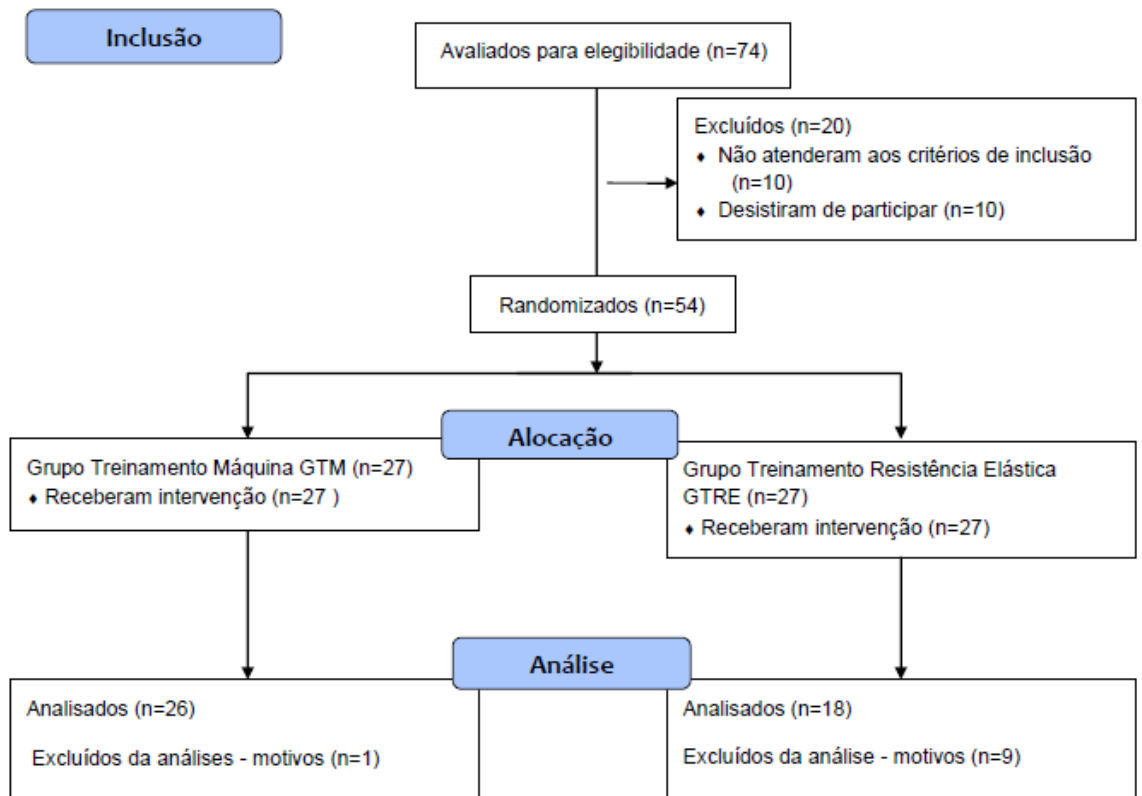 Inclusão
Avaliados para elegibilidade (n=74)
Excluídos (n=20)
♦ Não atenderam aos critérios de inclusão
(n=10)
♦ Desistiram de participar (n=10)
Randomizados (n=54)
Alocação
Grupo Treinamento Máquina GTM (n=27)
♦ Receberam intervenção (n=27 )
Grupo Treinamento Resistência Elástica
GTRE (n=27)
♦ Receberam intervenção (n=27)
Análise
Analisados (n=26)
Excluídos da análises - motivos (n=1)
Analisados (n=18)
Excluídos da análise - motivos (n=9)